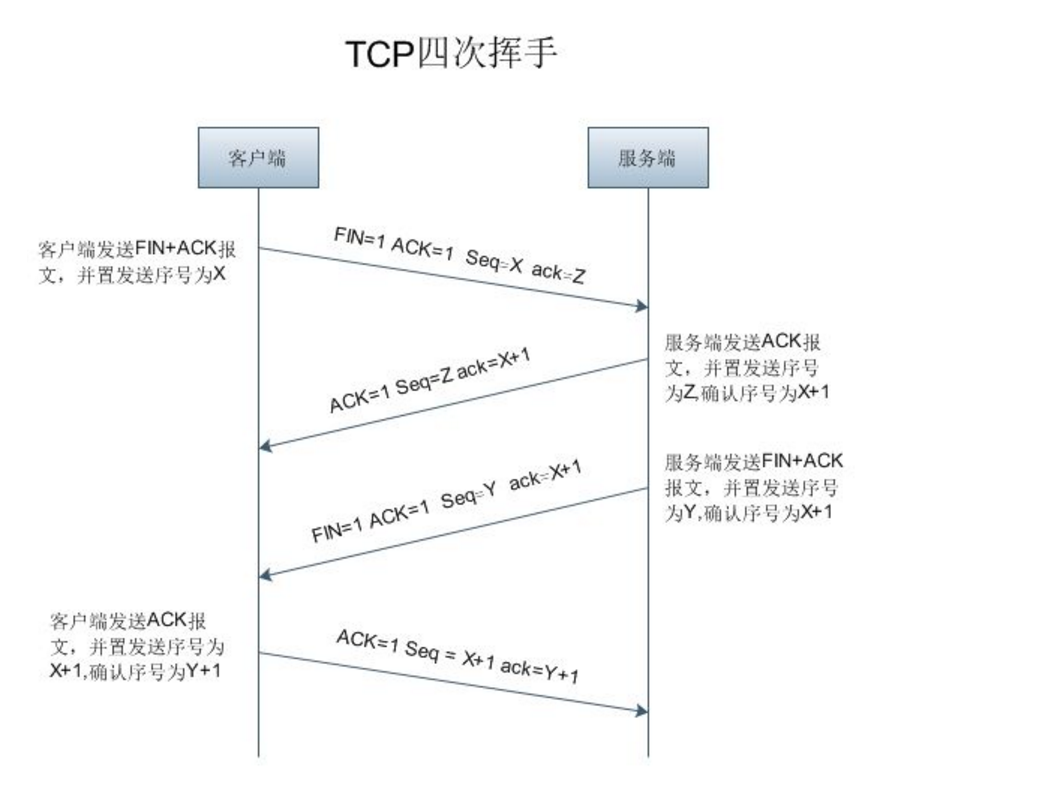 TCP四次挥手
客户端
服务端
FIN=1 ACK=1 Seq=X ack=Z
客户端发送FIN+ACK报
文，并置发送序号为X
服务端发送ACK报
文，并置发送序号
为Z,确认序号为X+1
ACK=1 Seq=Z ack=X+1
服务端发送FIN+ACK
报文，并置发送序号
为Y,确认序号为X+1
FIN=1 ACK=1 Seq=Y ack=X+1
客户端发送ACK报
文，并置发送序号为
X+1,确认序号为Y+1
ACK=1 Seq = X+1 ack=Y+1